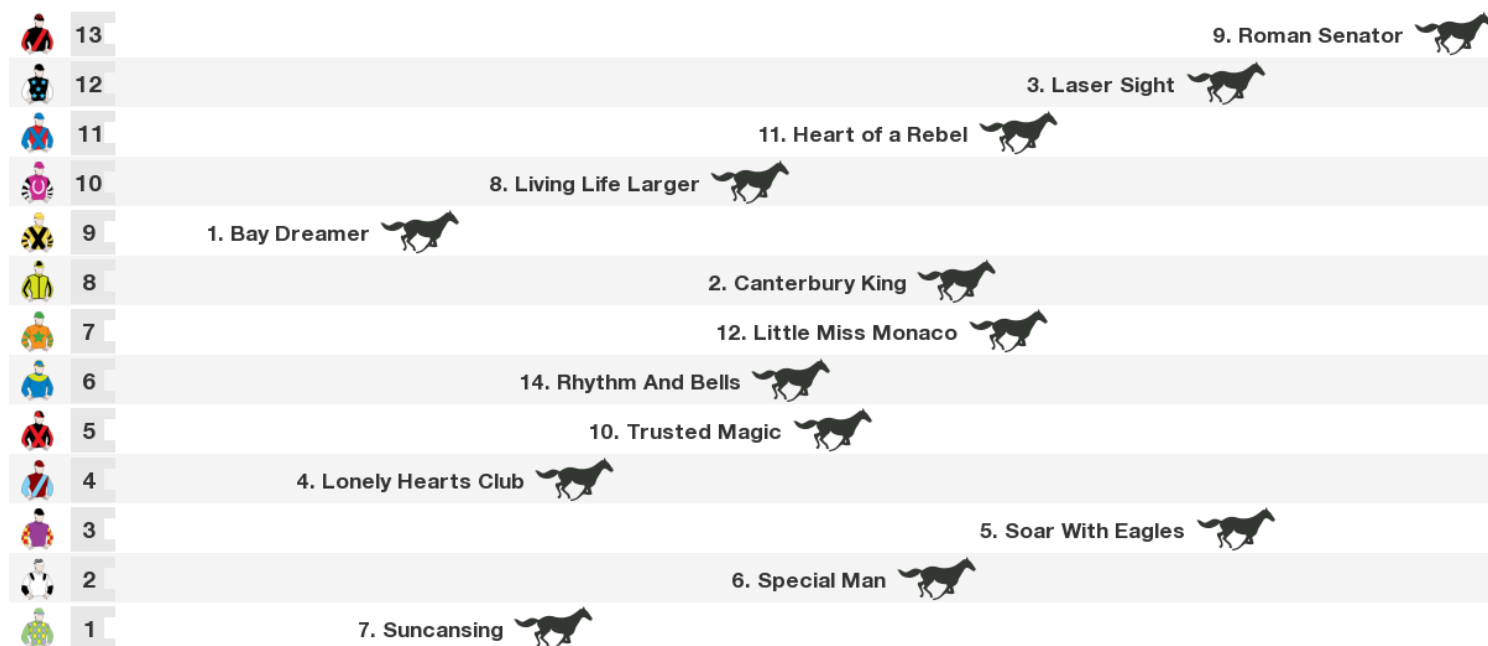 13 9. Roman Senator
12 3. Laser Sight
11 11. Heart of a Rebel
10 8. Living Life Larger
9 1. Bay Dreamer
8 2. Canterbury King
7 12. Little Miss Monaco
6 14. Rhythm And Bells
5 10. Trusted Magic
4 4. Lonely Hearts Club
3 5. Soar With Eagles
2 6. Special Man
1 7. Suncansing